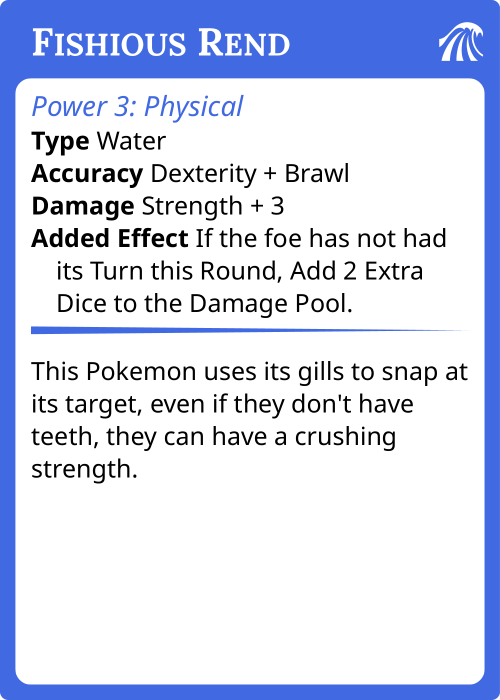 Fishious Rend
Power 3: Physical
Type Water
Accuracy Dexterity + Brawl
Damage Strength + 3
Added Effect If the foe has not had
its Turn this Round, Add 2 Extra
Dice to the Damage Pool.
This Pokemon uses its gills to snap at
its target, even if they don't have
teeth, they can have a crushing
strength.